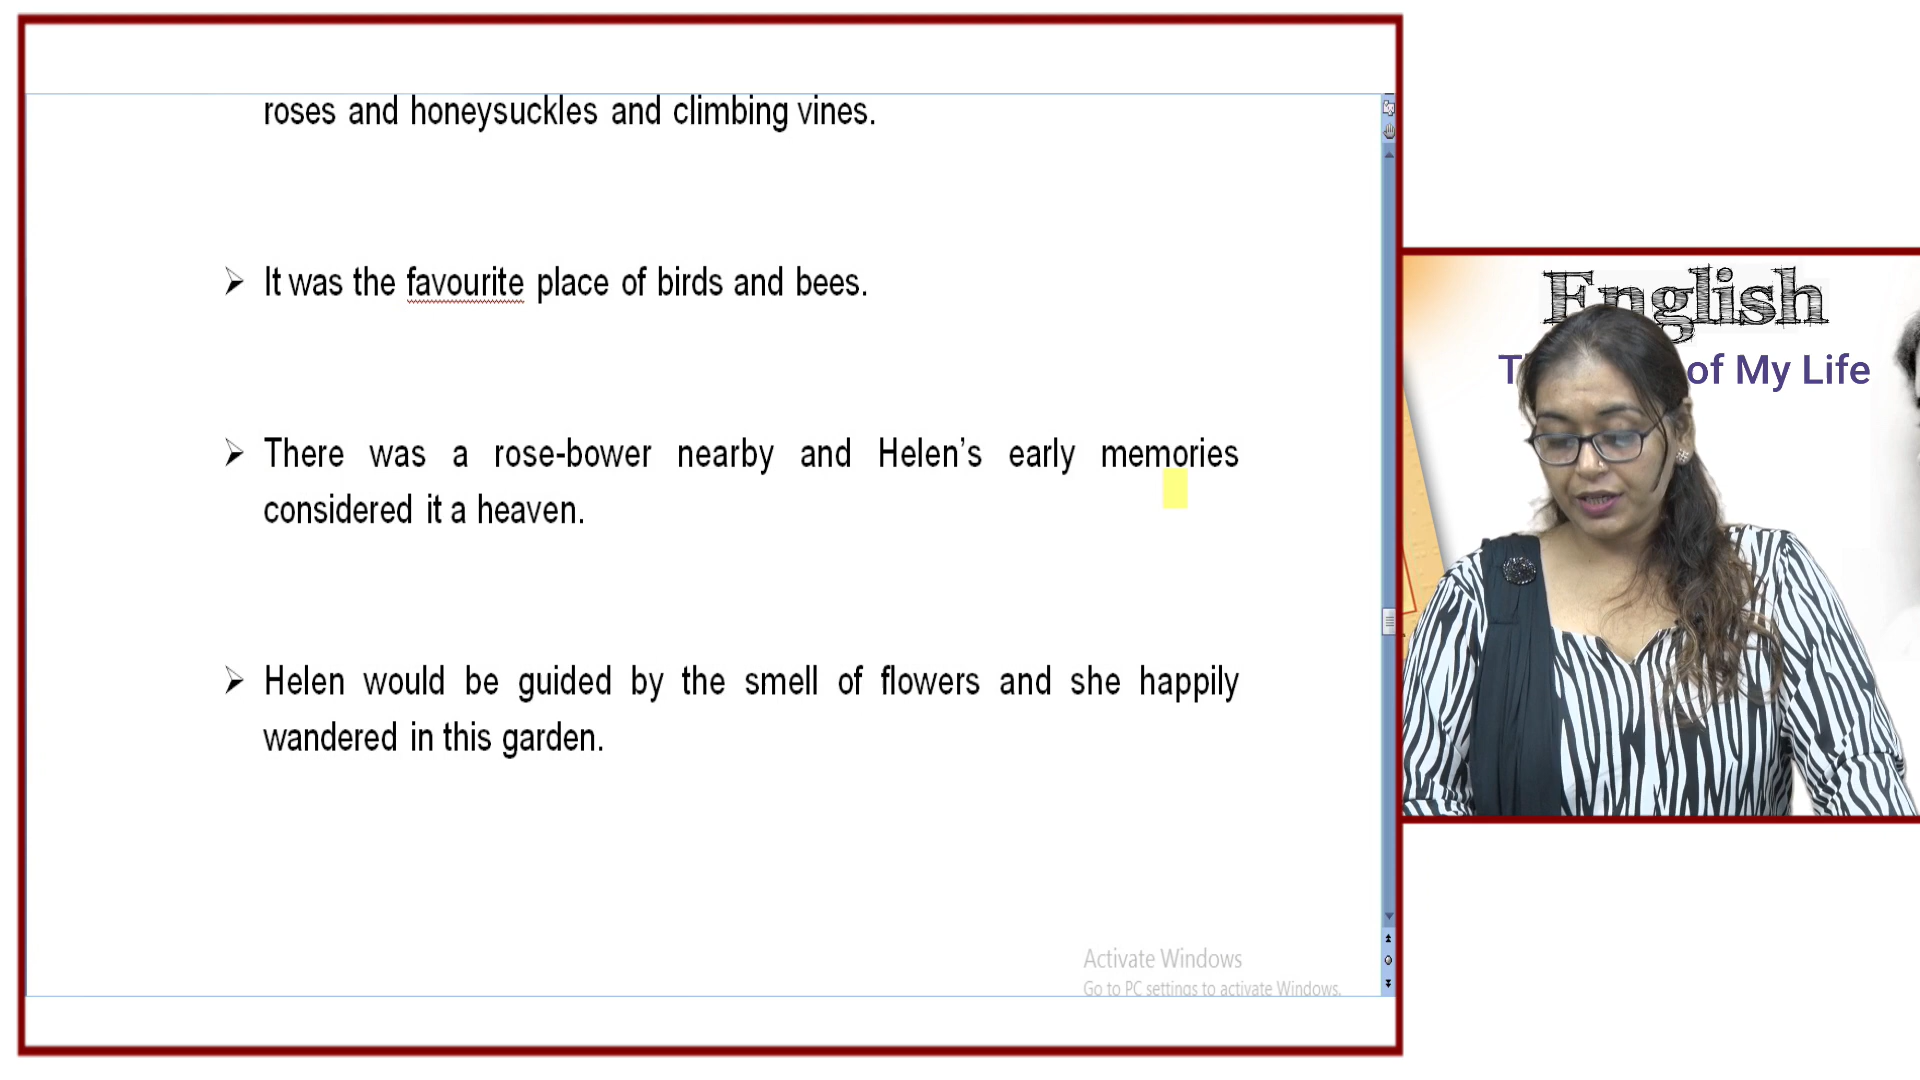 roses and honeysuckles and climbing vines.
➢ It was the favourite place of birds and bees.
➢ There was a rose-bower nearby and Helen’s early memories
considered it a heaven.
➢ Helen would be guided by the smell of flowers and she happily
wandered in this garden.
Activate Windows
Go to PC settings to activate Windows.
English
of My Life